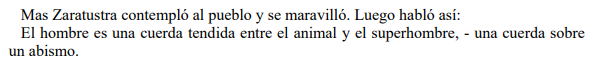 Mas Zaratustra contempló al pueblo y se maravilló. Luego habló así:
El hombre es una cuerda tendida entre el animal y el superhombre, - una cuerda sobre
un abismo.